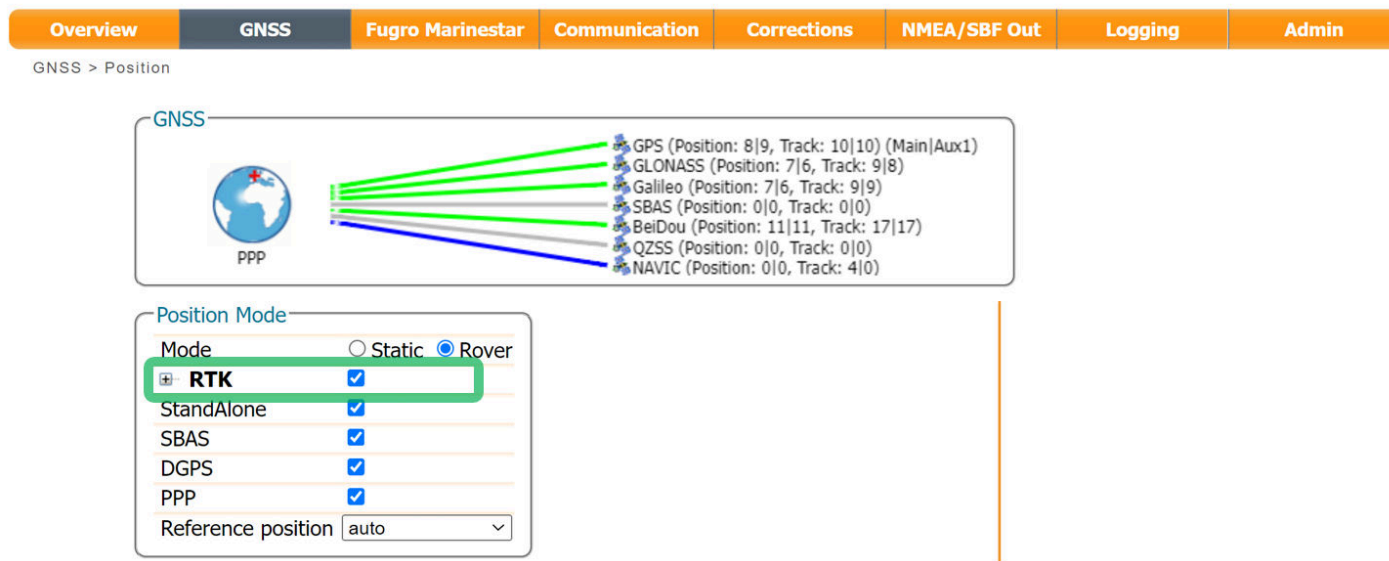 Overview GNSS Fugro Marinestar Communication Corrections NMEA/SBF Out Logging Admin
GNSS > Position
GNSS
GPS (Position: 8|9, Track: 10|10) (Main|Aux1)
GLONASS (Position: 7|6, Track: 9|8)
Galileo (Position: 7|6, Track: 9|9)
SBAS (Position: 0|0, Track: 0|0)
BeiDou (Position: 11|11, Track: 17|17)
QZSS (Position: 0|0, Track: 0|0)
NAVIC (Position: 0|0, Track: 4|0)
PPP
Position Mode
Mode Static Rover
RTK
StandAlone
SBAS
DGPS
PPP
Reference position auto